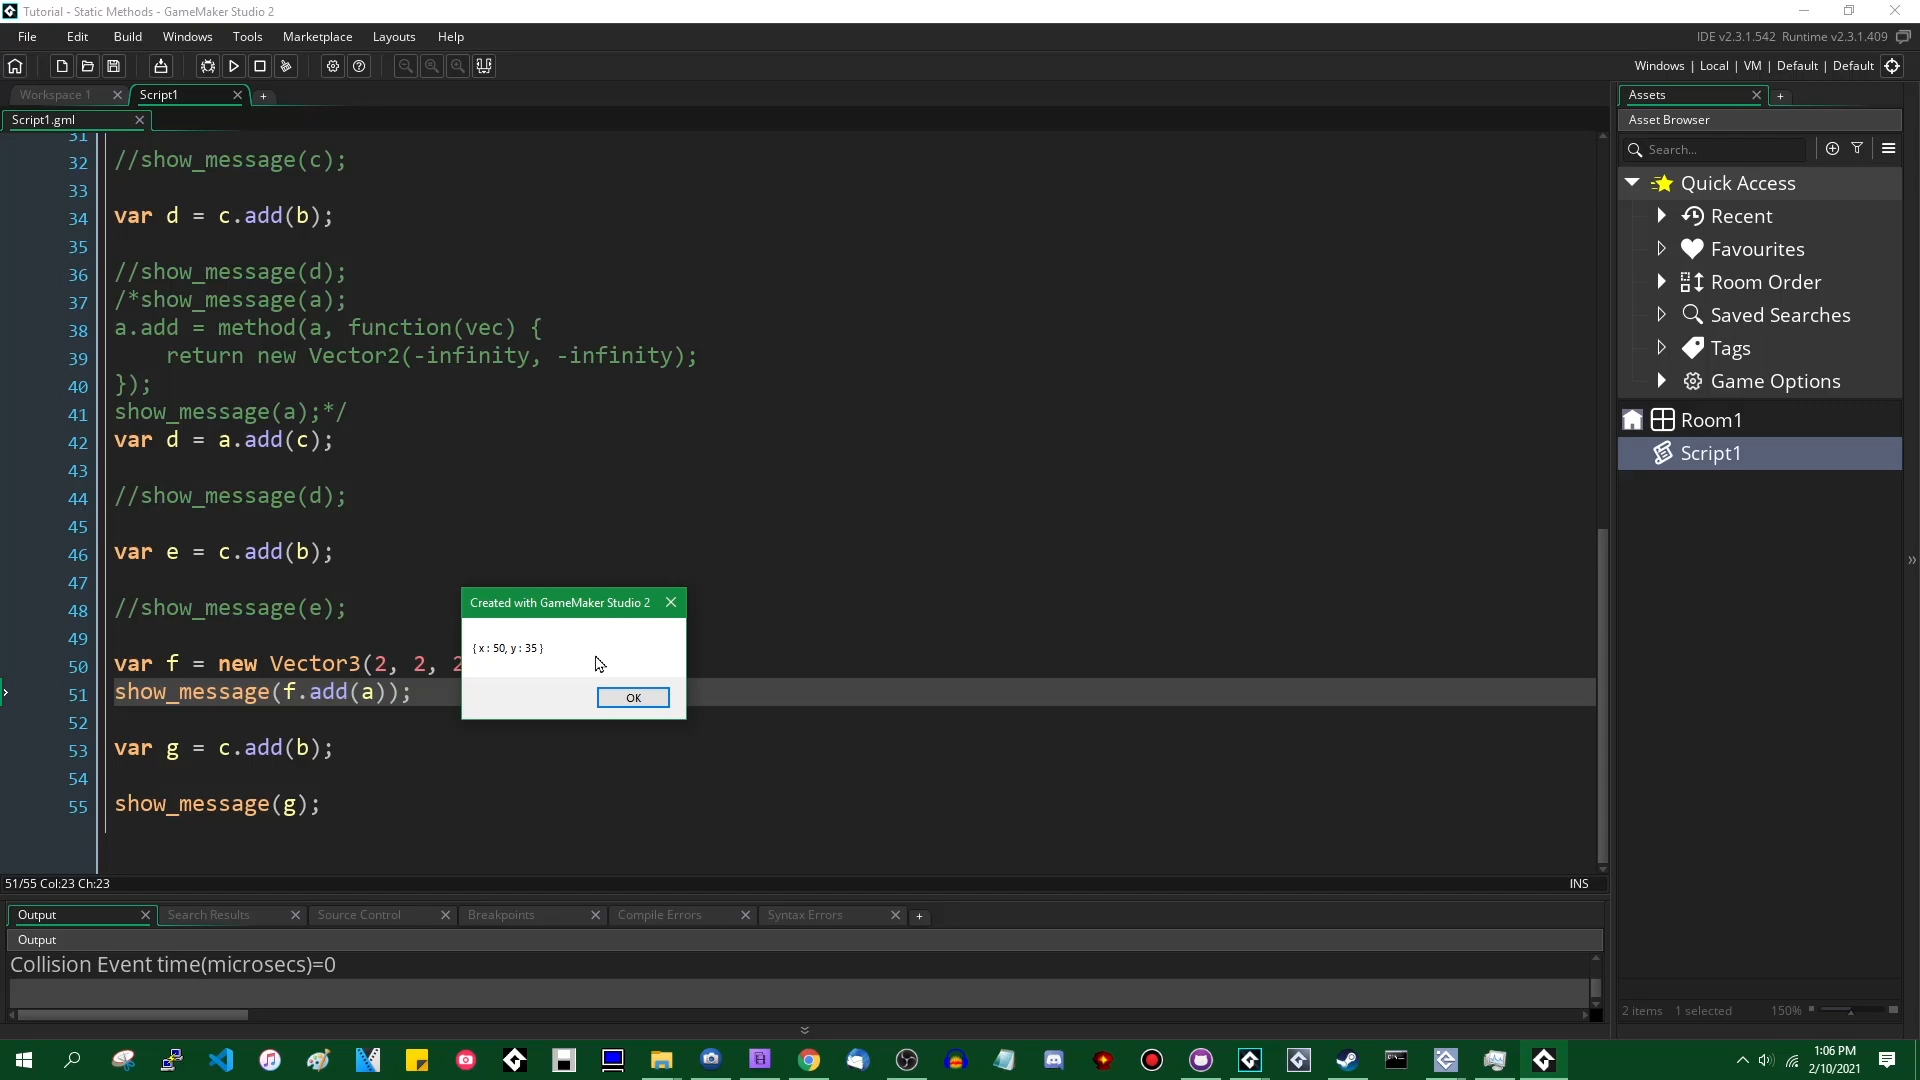 Tutorial - Static Methods - GameMaker Studio 2
File Edit Build Windows Tools Marketplace Layouts Help
IDE v2.3.1.542 Runtime v2.3.1.409
Windows | Local | VM | Default | Default
Workspace 1
Script1
Script1.gml
31
32 //show_message(c);
33
34 var d = c.add(b);
35
36 //show_message(d);
37 /*show_message(a);
38 a.add = method(a, function(vec) {
39 return new Vector2(-infinity, -infinity);
40 });
41 show_message(a);*/
42 var d = a.add(c);
43
44 //show_message(d);
45
46 var e = c.add(b);
47
48 //show_message(e);
49
50 var f = new Vector3(2, 2, 2
51 show_message(f.add(a));
52
53 var g = c.add(b);
54
55 show_message(g);
Created with GameMaker Studio 2
{ x : 50, y : 35 }
OK
51/55 Col:23 Ch:23
INS
Output
Search Results
Source Control
Breakpoints
Compile Errors
Syntax Errors
Output
Collision Event time(microsecs)=0
Assets
Asset Browser
Search...
Quick Access
Recent
Favourites
Room Order
Saved Searches
Tags
Game Options
Room1
Script1
2 items 1 selected 150%
1:06 PM
2/10/2021